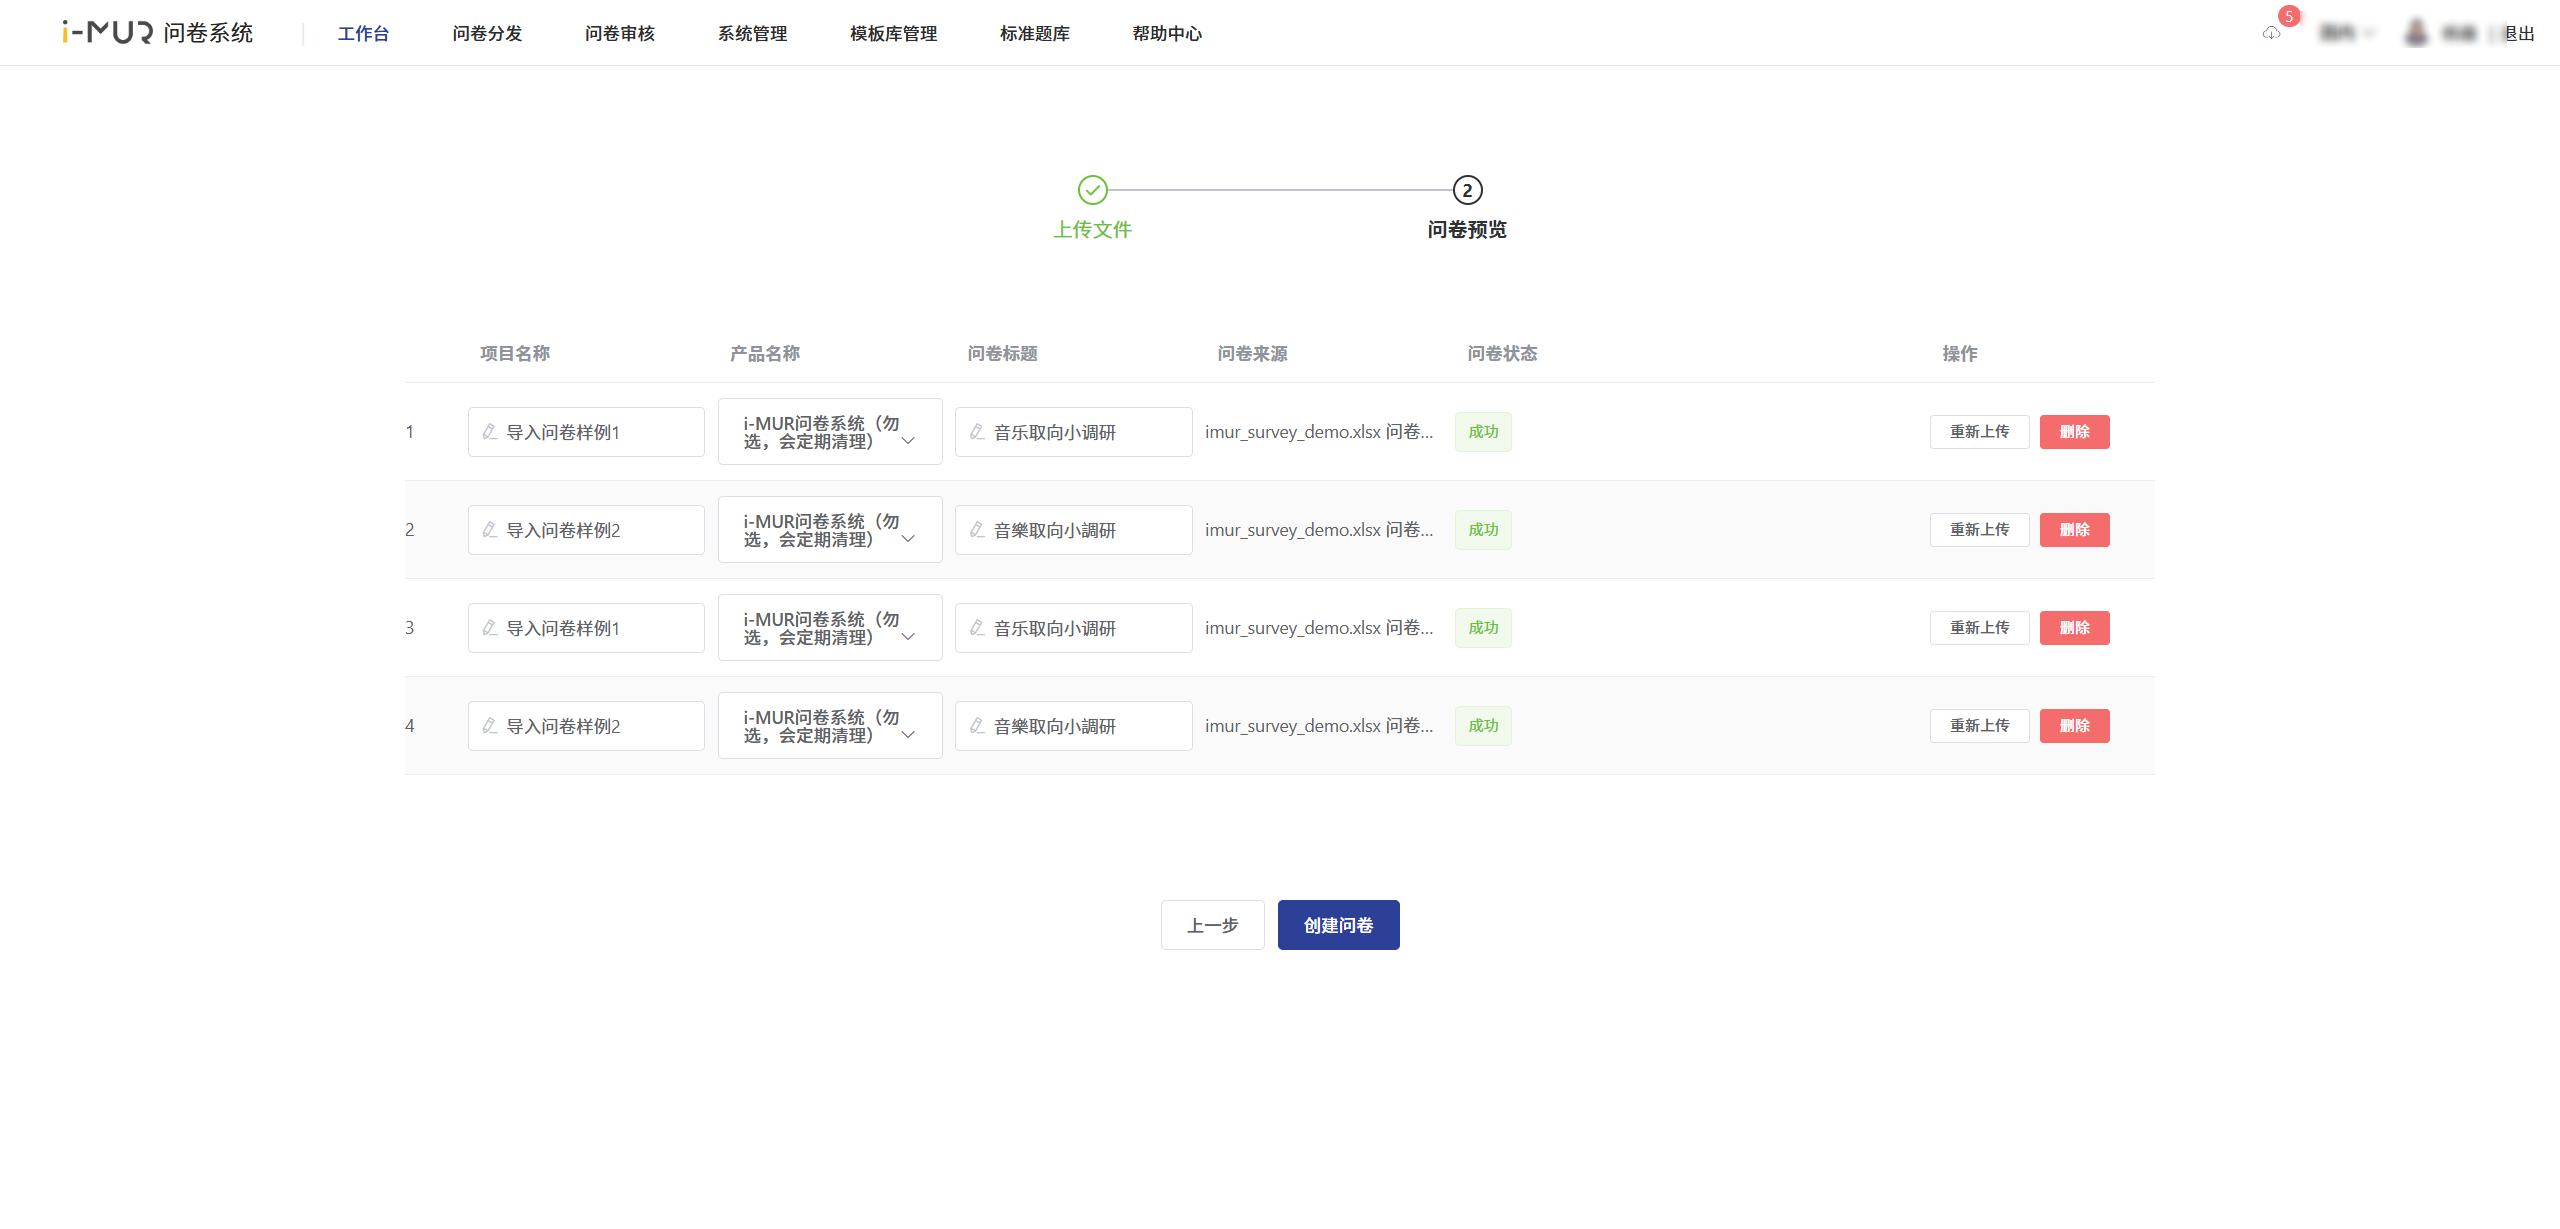 i-MUR 问卷系统
工作台 问卷分发 问卷审核 系统管理 模板库管理 标准题库 帮助中心
5
退出
2
上传文件 问卷预览
项目名称 产品名称 问卷标题 问卷来源 问卷状态 操作
1 导入问卷样例1 i-MUR问卷系统（勿
选，会定期清理） 音乐取向小调研 imur_survey_demo.xlsx 问卷... 成功 重新上传 删除
2 导入问卷样例2 i-MUR问卷系统（勿
选，会定期清理） 音樂取向小調研 imur_survey_demo.xlsx 问卷... 成功 重新上传 删除
3 导入问卷样例1 i-MUR问卷系统（勿
选，会定期清理） 音乐取向小调研 imur_survey_demo.xlsx 问卷... 成功 重新上传 删除
4 导入问卷样例2 i-MUR问卷系统（勿
选，会定期清理） 音樂取向小調研 imur_survey_demo.xlsx 问卷... 成功 重新上传 删除
上一步 创建问卷